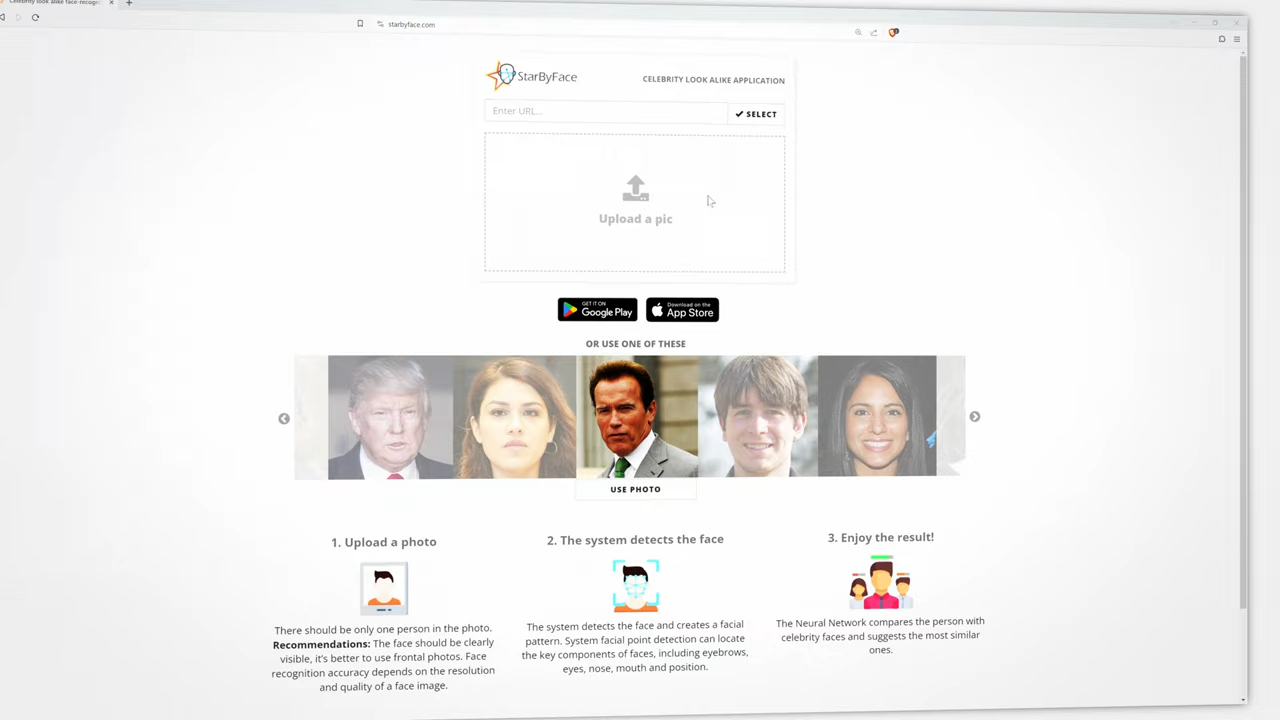 Celebrity look alike face-recogn
starbyface.com
StarByFace
CELEBRITY LOOK ALIKE APPLICATION
Enter URL...
SELECT
Upload a pic
GET IT ON
Google Play
Download on the
App Store
OR USE ONE OF THESE
USE PHOTO
1. Upload a photo
There should be only one person in the photo.
Recommendations: The face should be clearly
visible, it's better to use frontal photos. Face
recognition accuracy depends on the resolution
and quality of a face image.
2. The system detects the face
The system detects the face and creates a facial
pattern. System facial point detection can locate
the key components of faces, including eyebrows,
eyes, nose, mouth and position.
3. Enjoy the result!
The Neural Network compares the person with
celebrity faces and suggests the most similar
ones.